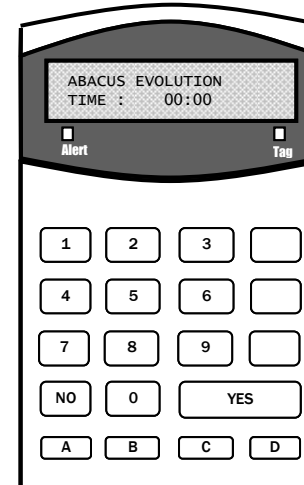 ABACUS EVOLUTION
TIME : 00:00
Alert Tag
1 2 3
4 5 6
7 8 9
NO 0 YES
A B C D